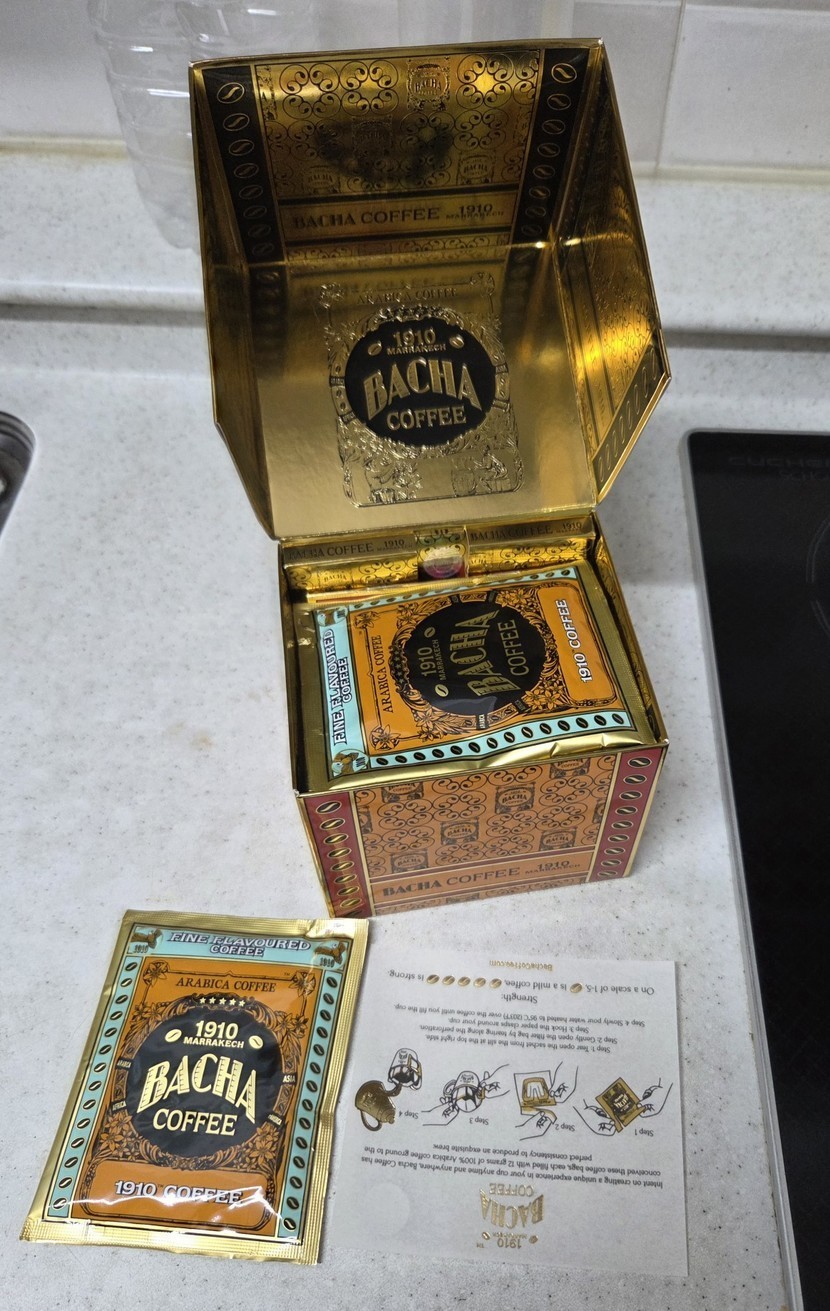 BACHA COFFEE 1910 MARRAKECH
ARABICA COFFEE
1910
MARRAKECH
BACHA
COFFEE
BACHA COFFEE 1910
BACHA COFFEE 1910
FINE FLAVOURED
COFFEE
ARABICA COFFEE
1910
MARRAKECH
BACHA
COFFEE
1910 COFFEE
BACHA COFFEE 1910 MARRAKECH
FINE FLAVOURED
COFFEE
1910
1910
ARABICA COFFEE
1910
MARRAKECH
BACHA
COFFEE
AFRICA
ASIA
1910™ COFFEE
1910
MARRAKECH
BACHA
COFFEE
Intent on creating a unique experience in your cup anytime and anywhere, Bacha Coffee has
conceived these coffee bags, each filled with 12 grams of 100% Arabica coffee ground to
perfect consistency to produce an exquisite brew.
Step 1
Step 2
Step 3
Step 4
Step 1: Tear open the sachet from the slit at the top right side.
Step 2: Gently open the filter bag by tearing along the perforation.
Step 3: Hook the paper clasps around your cup.
Step 4: Slowly pour water heated to 95°C (203°F) over the coffee until you fill the cup.
Strength:
On a scale of 1-5, is a mild coffee, is strong.
BachaCoffee.com